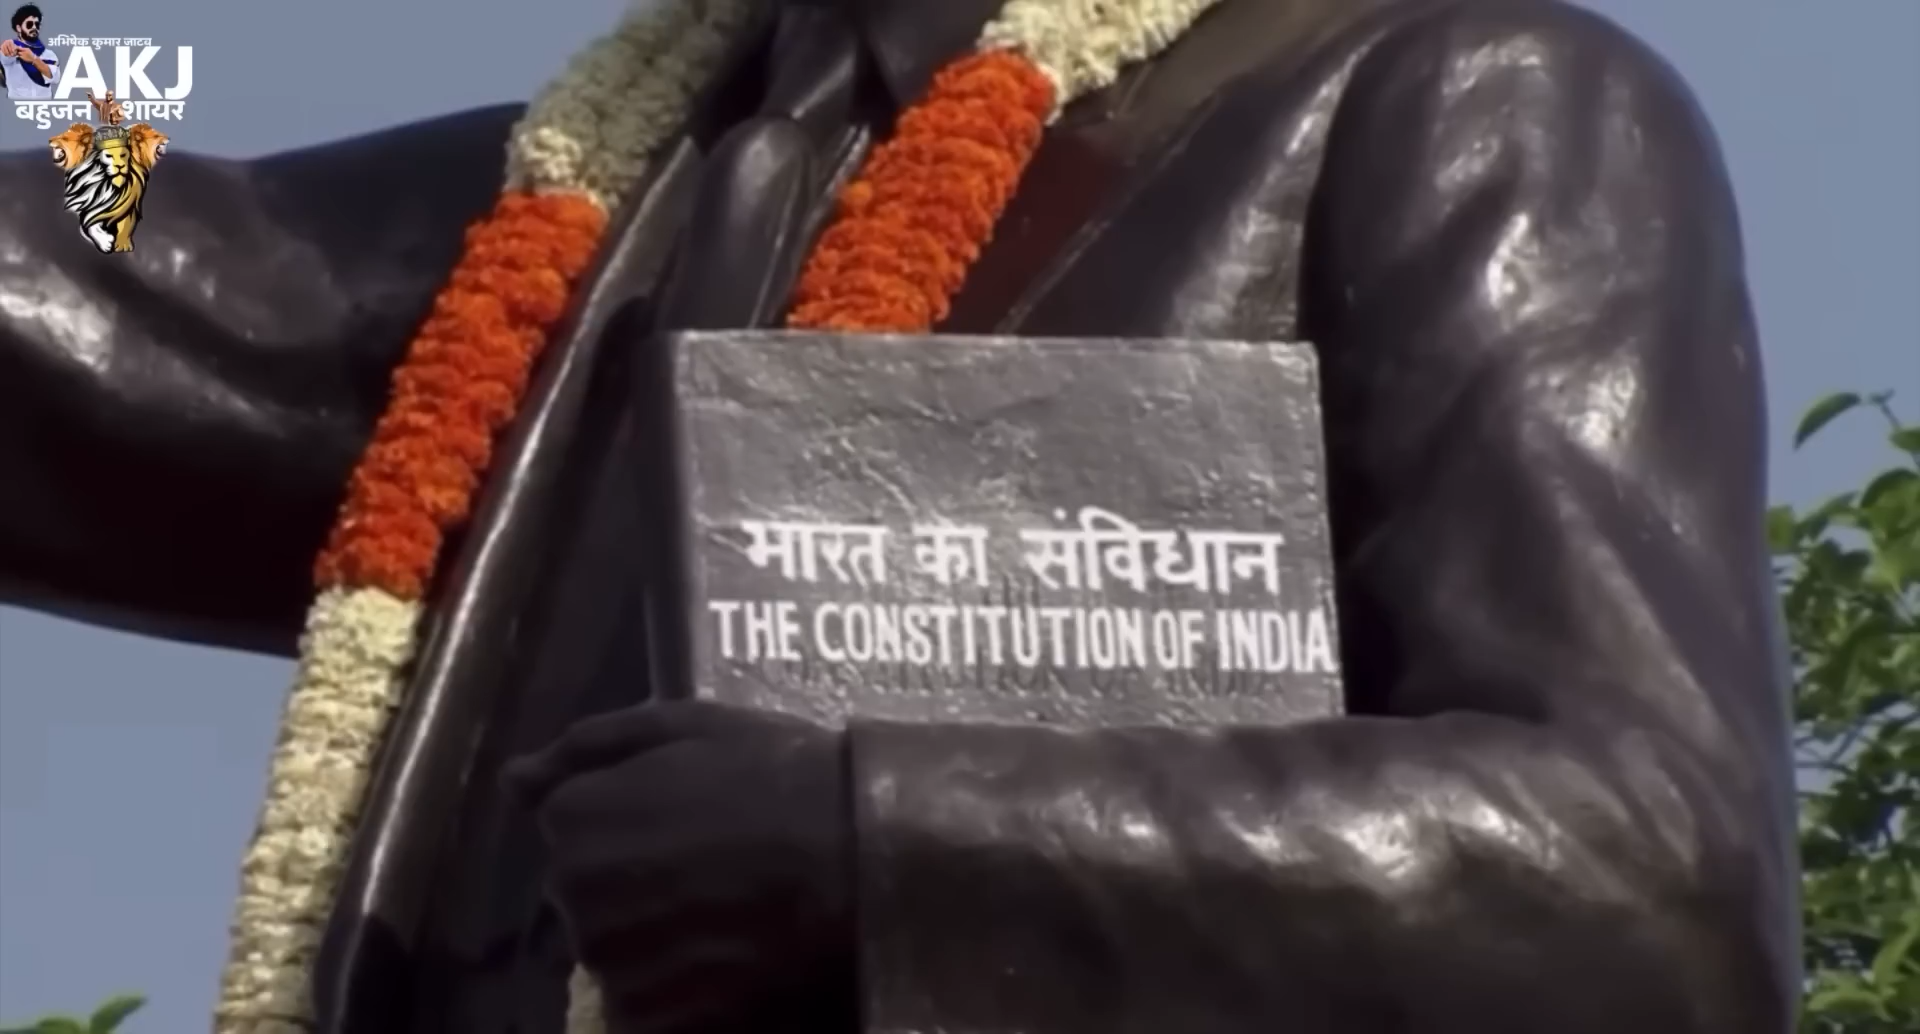 अभिषेक कुमार जाटव
AKJ
बहुजन शायर
भारत का संविधान
THE CONSTITUTION OF INDIA